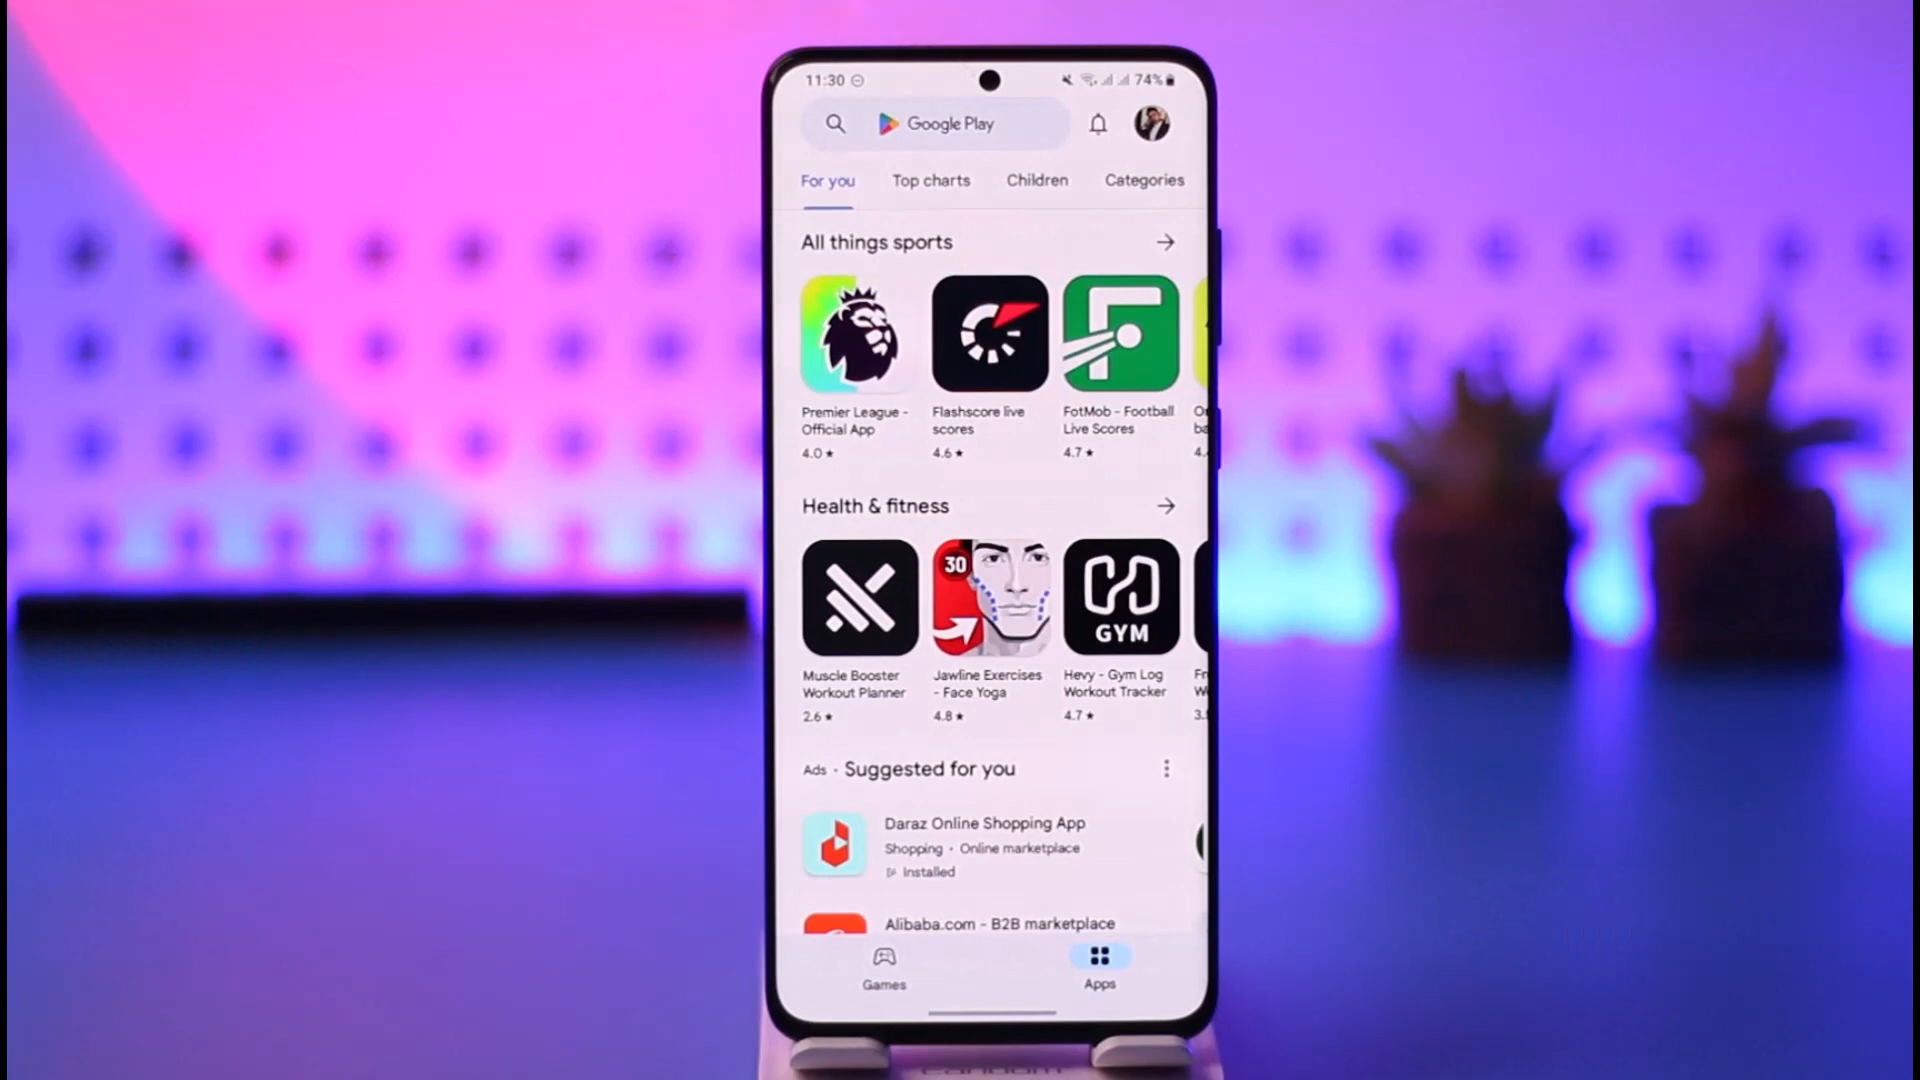 11:30
74%
Google Play
For you Top charts Children Categories
All things sports
Premier League -
Official App
4.0 ★
Flashscore live
scores
4.6 ★
FotMob - Football
Live Scores
4.7 ★
4.
Health & fitness
30
GYM
Muscle Booster
Workout Planner
2.6 ★
Jawline Exercises
- Face Yoga
4.8 ★
Hevy - Gym Log
Workout Tracker
4.7 ★
3.
Ads · Suggested for you
Daraz Online Shopping App
Shopping · Online marketplace
Installed
Alibaba.com - B2B marketplace
Games Apps